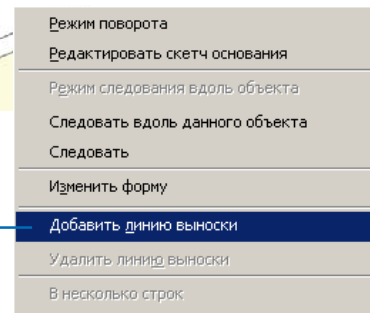 Режим поворота
Редактировать скетч основания
Режим следования вдоль объекта
Следовать вдоль данного объекта
Следовать
Изменить форму
Добавить линию выноски
Удалить линию выноски
В несколько строк